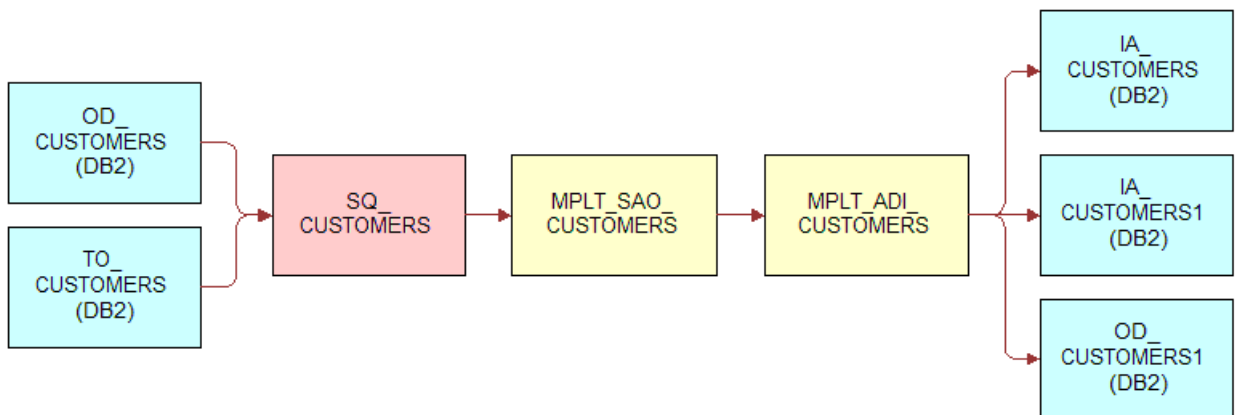 OD_
CUSTOMERS
(DB2)
TO_
CUSTOMERS
(DB2)
SQ_
CUSTOMERS
MPLT_SAO_
CUSTOMERS
MPLT_ADI_
CUSTOMERS
IA_
CUSTOMERS
(DB2)
IA_
CUSTOMERS1
(DB2)
OD_
CUSTOMERS1
(DB2)